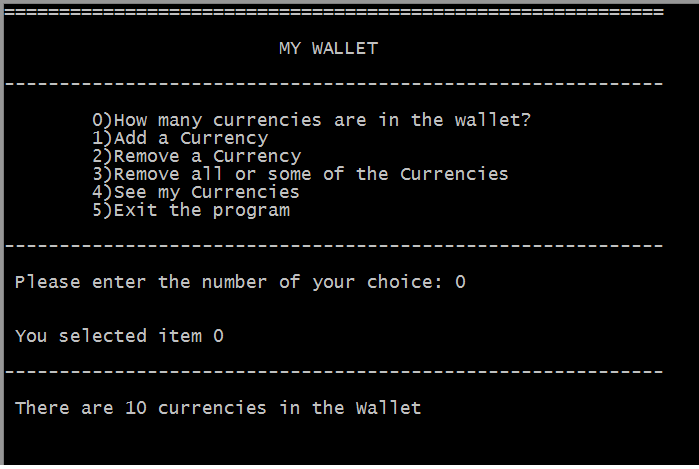 =============================================================
MY WALLET
-------------------------------------------------------------
0)How many currencies are in the wallet?
1)Add a Currency
2)Remove a Currency
3)Remove all or some of the Currencies
4)See my Currencies
5)Exit the program
-------------------------------------------------------------
Please enter the number of your choice: 0
You selected item 0
-------------------------------------------------------------
There are 10 currencies in the Wallet